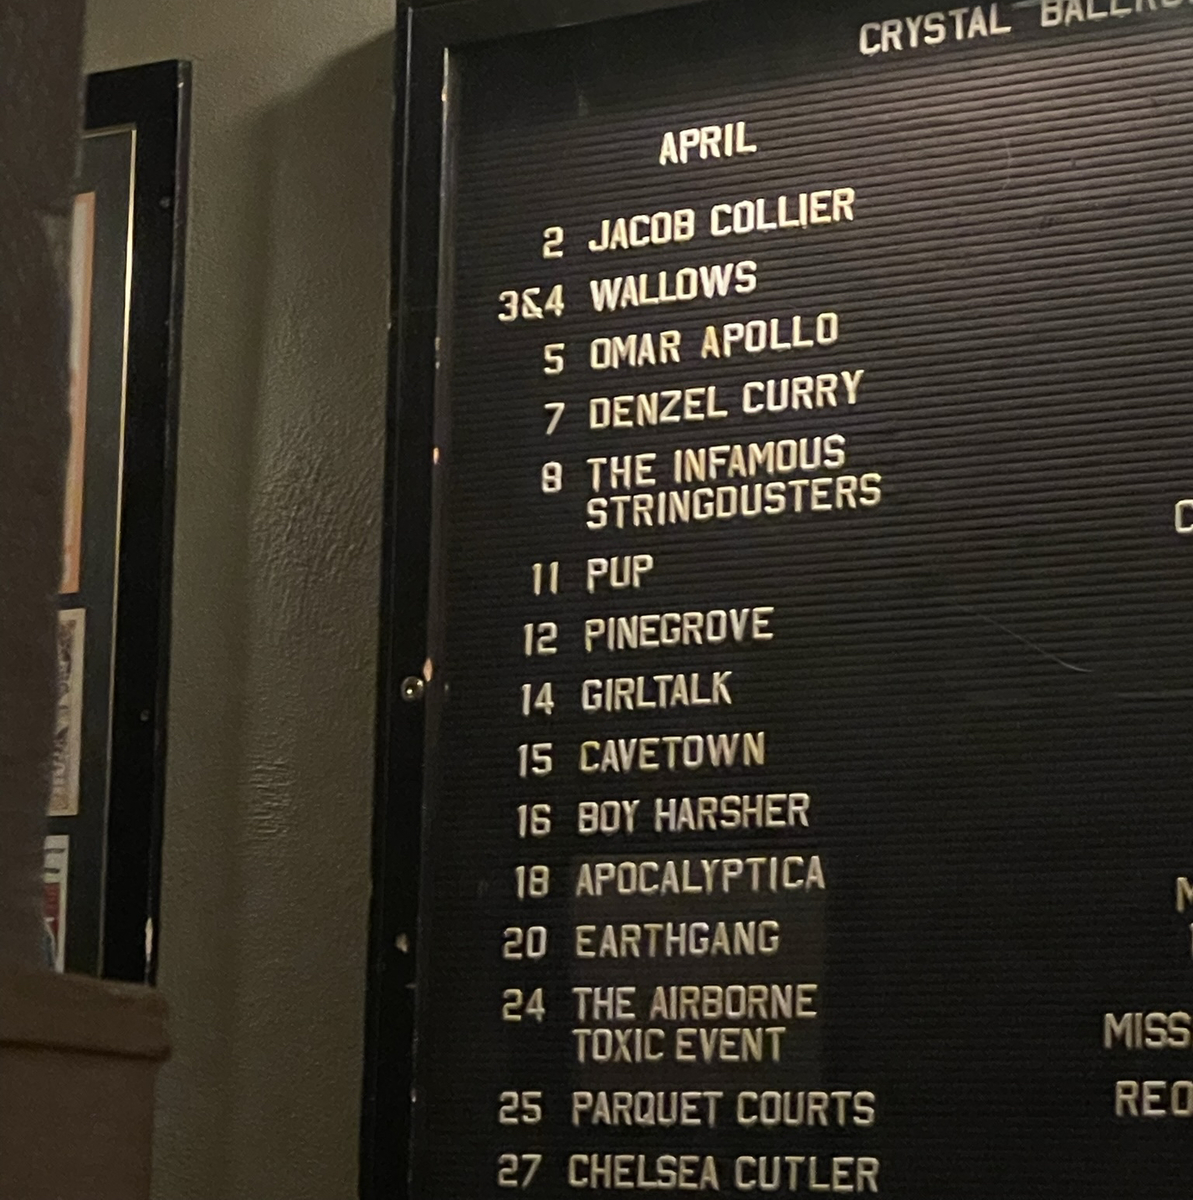 CRYSTAL
APRIL
2 JACOB COLLIER
3&4 WALLOWS
5 OMAR APOLLO
7 DENZEL CURRY
8 THE INFAMOUS
STRINGDUSTERS
11 PUP
12 PINEGROVE
14 GIRLTALK
15 CAVETOWN
16 BOY HARSHER
18 APOCALYPTICA
20 EARTHGANG
24 THE AIRBORNE
TOXIC EVENT
25 PARQUET COURTS
27 CHELSEA CUTLER
MISS